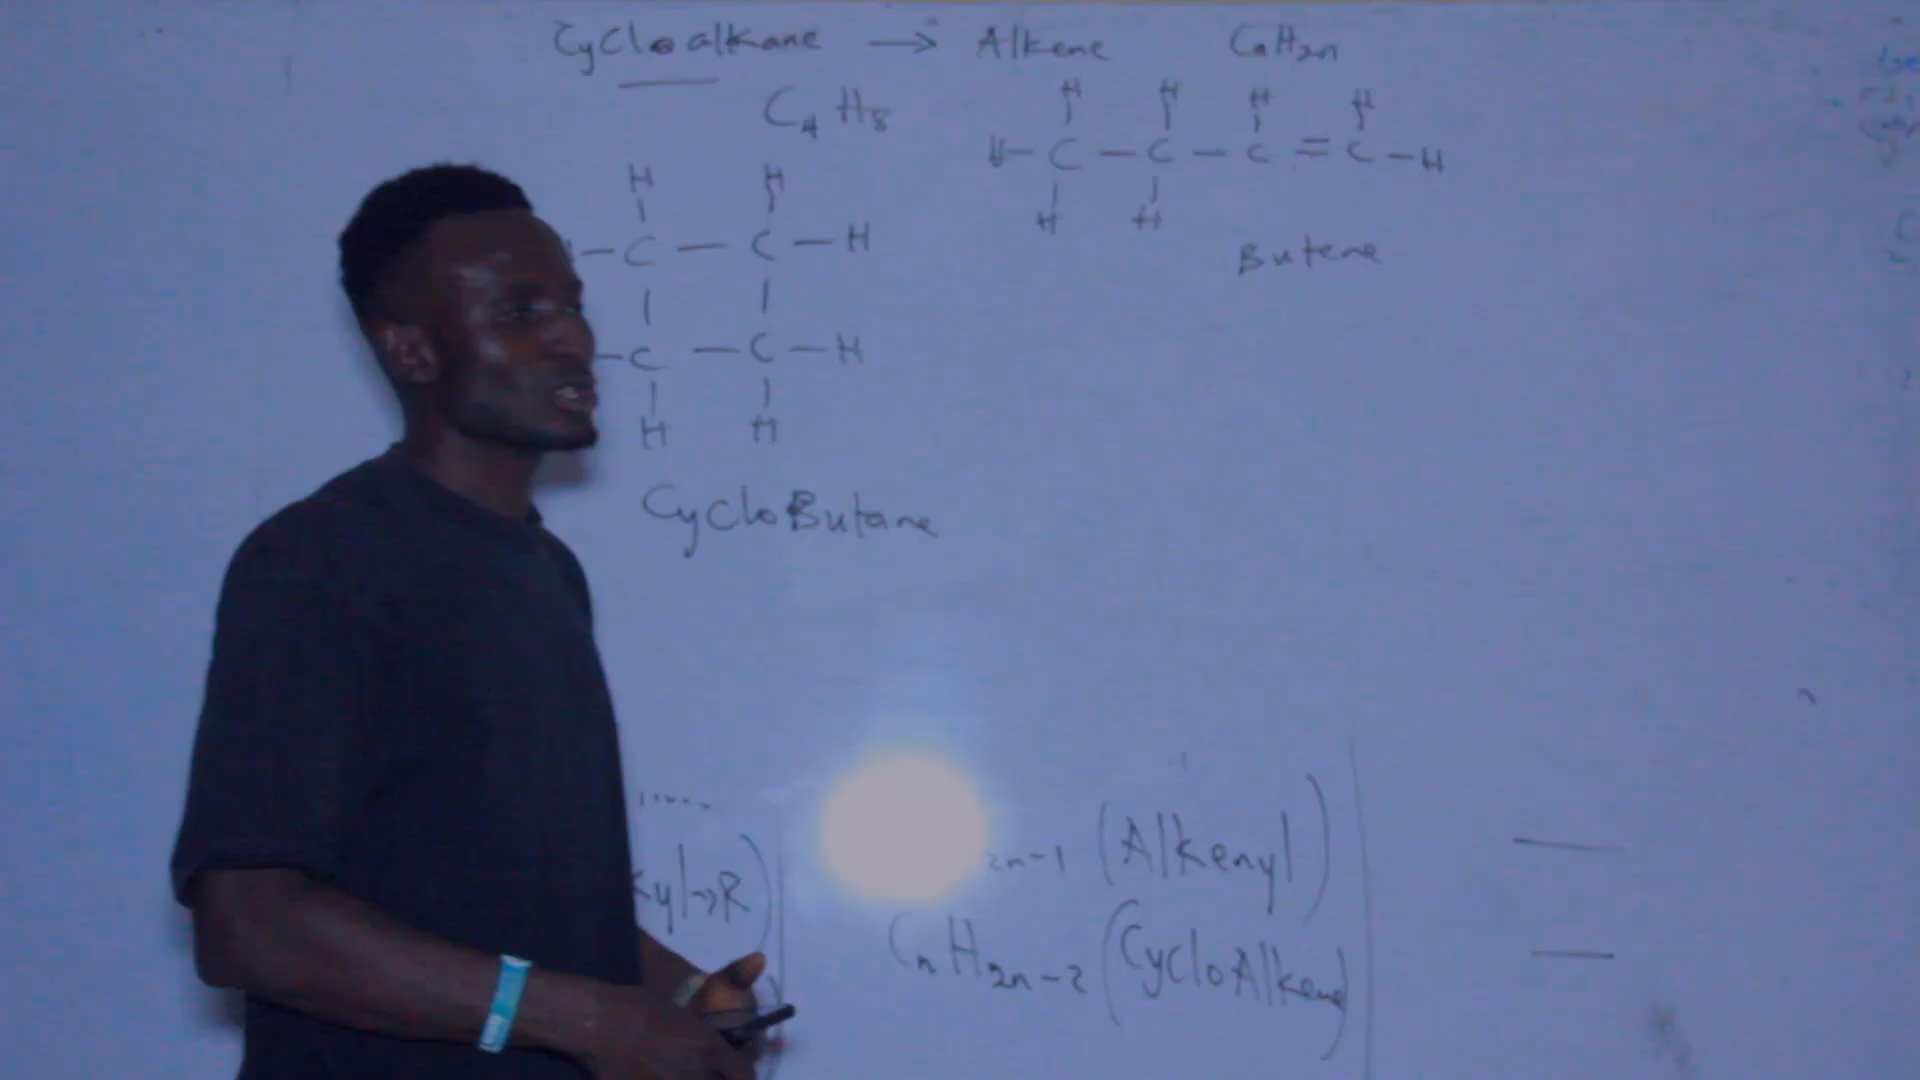 Cycloalkane → Alkene CnH2n
C4H8
H H H H
H - C - C - C = C - H
H H
Butene
H H
- C - C - H
- C - C - H
H H
CycloButane
kyl→R) 2n-1 (Alkenyl)
CnH2n-2 (CycloAlkene)